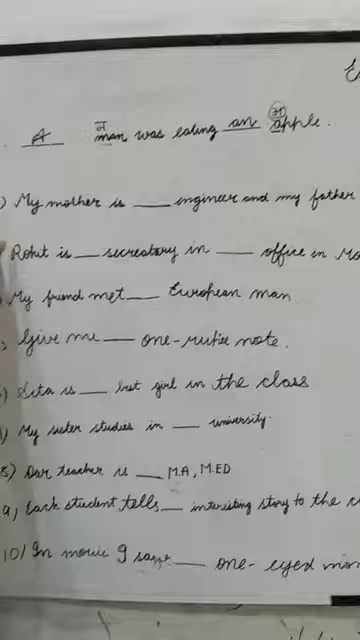 A म man was eating an अ apple.
) My mother is ___ engineer and my father
Rohit is ___ secreatary in ___ office in
My friend met ___ European man
Give me ___ one-rupee note.
) Sita is ___ best girl in the class
) My sister studies in ___ university.
8) Our teacher is ___ M.A, M.ED
9, Each student tells ___ interesting story to the
10) In movie I saw ___ one-eyed man